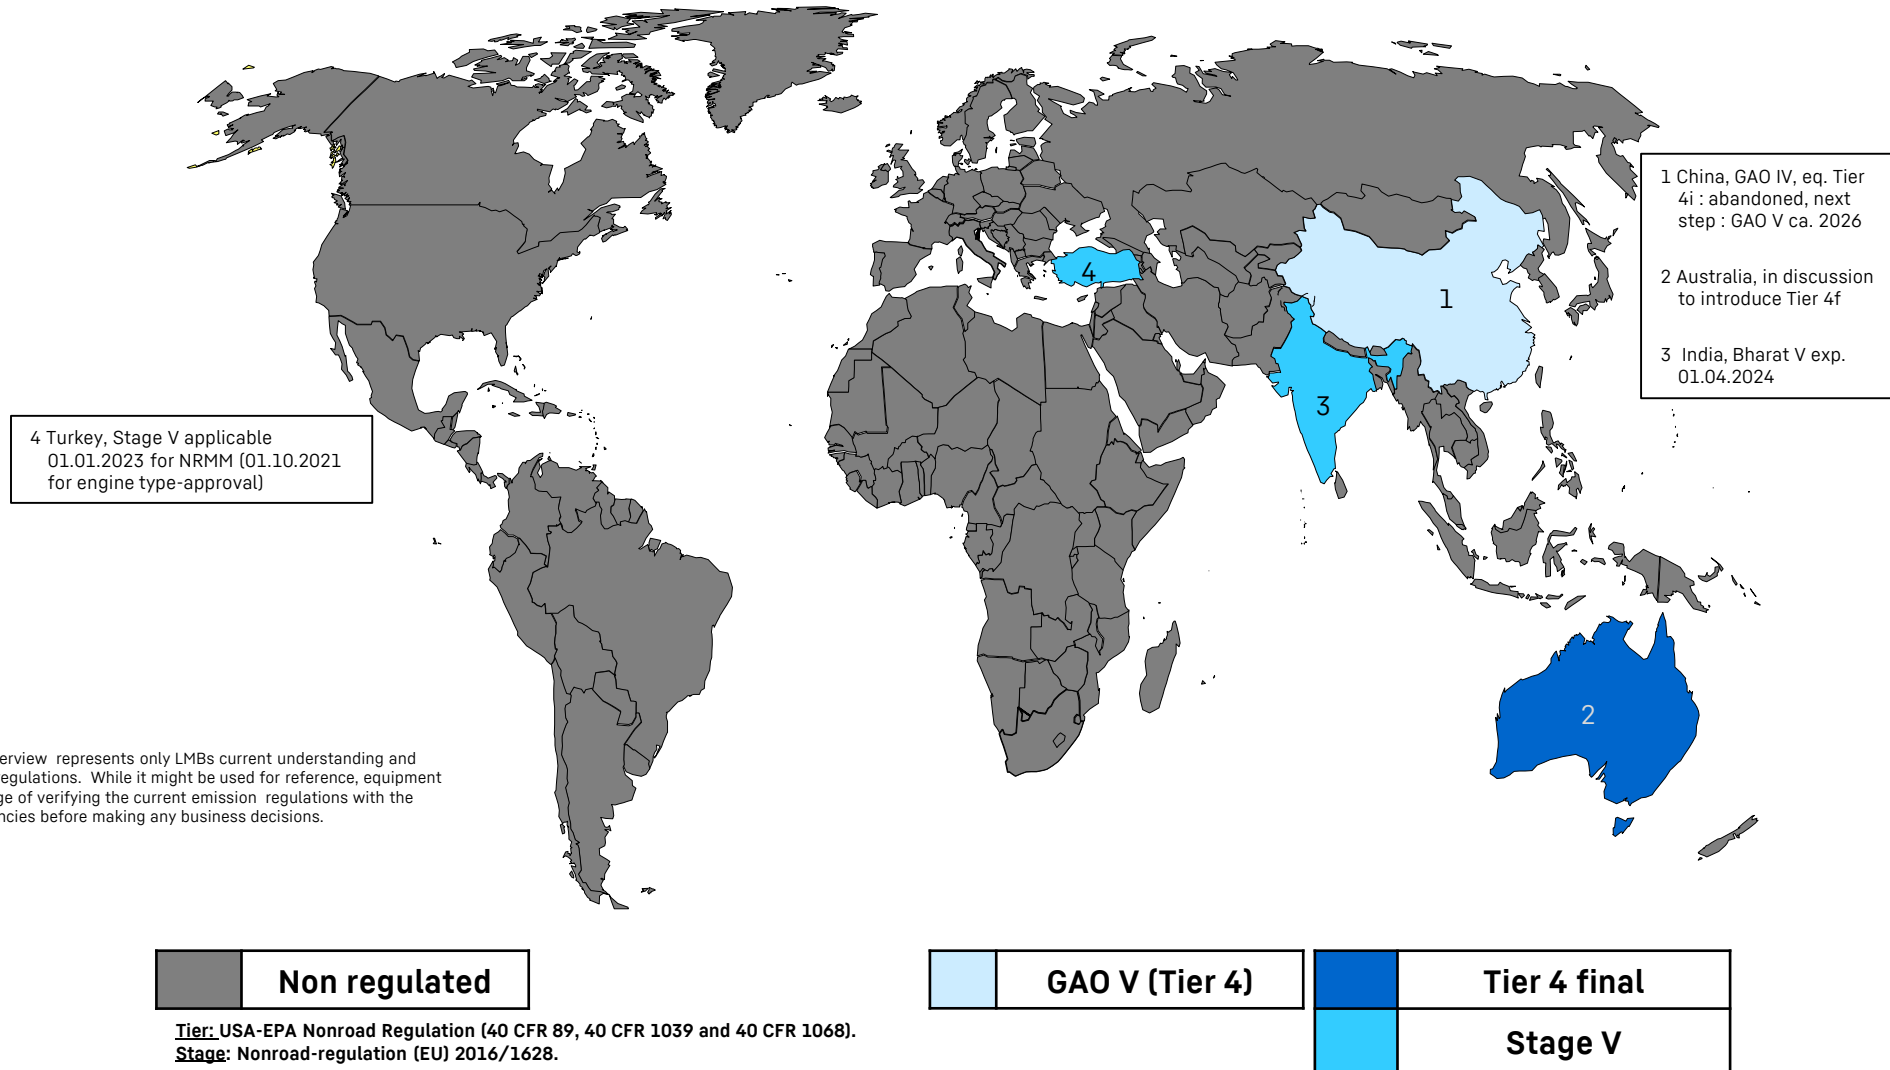 1 China, GAO IV, eq. Tier
4i : abandoned, next
step : GAO V ca. 2026
2 Australia, in discussion
to introduce Tier 4f
3 India, Bharat V exp.
01.04.2024
4
1
3
4 Turkey, Stage V applicable
01.01.2023 for NRMM (01.10.2021
for engine type-approval)
2
erview represents only LMBs current understanding and
regulations. While it might be used for reference, equipment
ge of verifying the current emission regulations with the
ncies before making any business decisions.
Non regulated
GAO V (Tier 4)
Tier 4 final
Stage V
Tier: USA-EPA Nonroad Regulation (40 CFR 89, 40 CFR 1039 and 40 CFR 1068).
Stage: Nonroad-regulation (EU) 2016/1628.